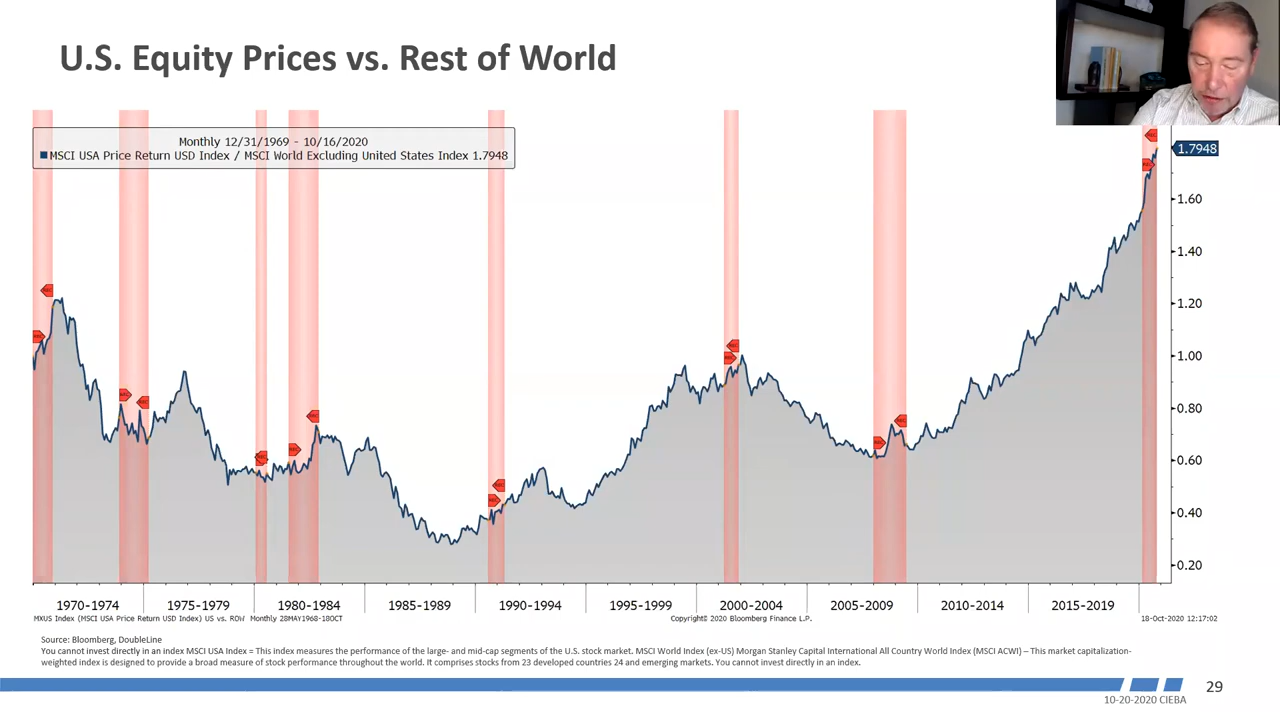 U.S. Equity Prices vs. Rest of World
Monthly 12/31/1969 - 10/16/2020
MSCI USA Price Return USD Index / MSCI World Excluding United States Index 1.7948
1.7948
1.60
1.40
1.20
1.00
0.80
0.60
0.40
0.20
1970-1974 1975-1979 1980-1984 1985-1989 1990-1994 1995-1999 2000-2004 2005-2009 2010-2014 2015-2019
MXUS Index (MSCI USA Price Return USD Index) US vs. ROW Monthly 28MAY1968-18OCT Copyright© 2020 Bloomberg Finance L.P. 18-Oct-2020 12:17:02
Source: Bloomberg, DoubleLine
You cannot invest directly in an index MSCI USA Index = This index measures the performance of the large- and mid-cap segments of the U.S. stock market. MSCI World Index (ex-US) Morgan Stanley Capital International All Country World Index (MSCI ACWI) – This market capitalization-
weighted index is designed to provide a broad measure of stock performance throughout the world. It comprises stocks from 23 developed countries 24 and emerging markets. You cannot invest directly in an index.
29
10-20-2020 CIEBA